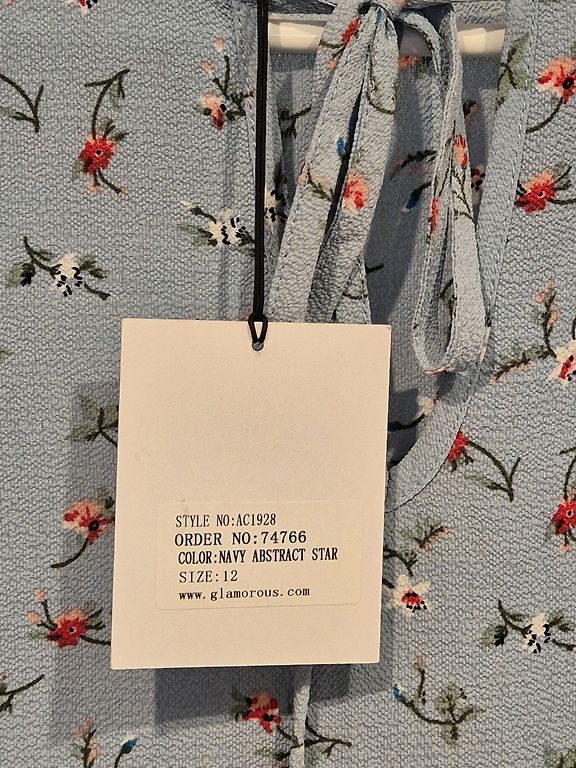 STYLE NO:AC1928
ORDER NO:74766
COLOR:NAVY ABSTRACT STAR
SIZE:12
www.glamorous.com